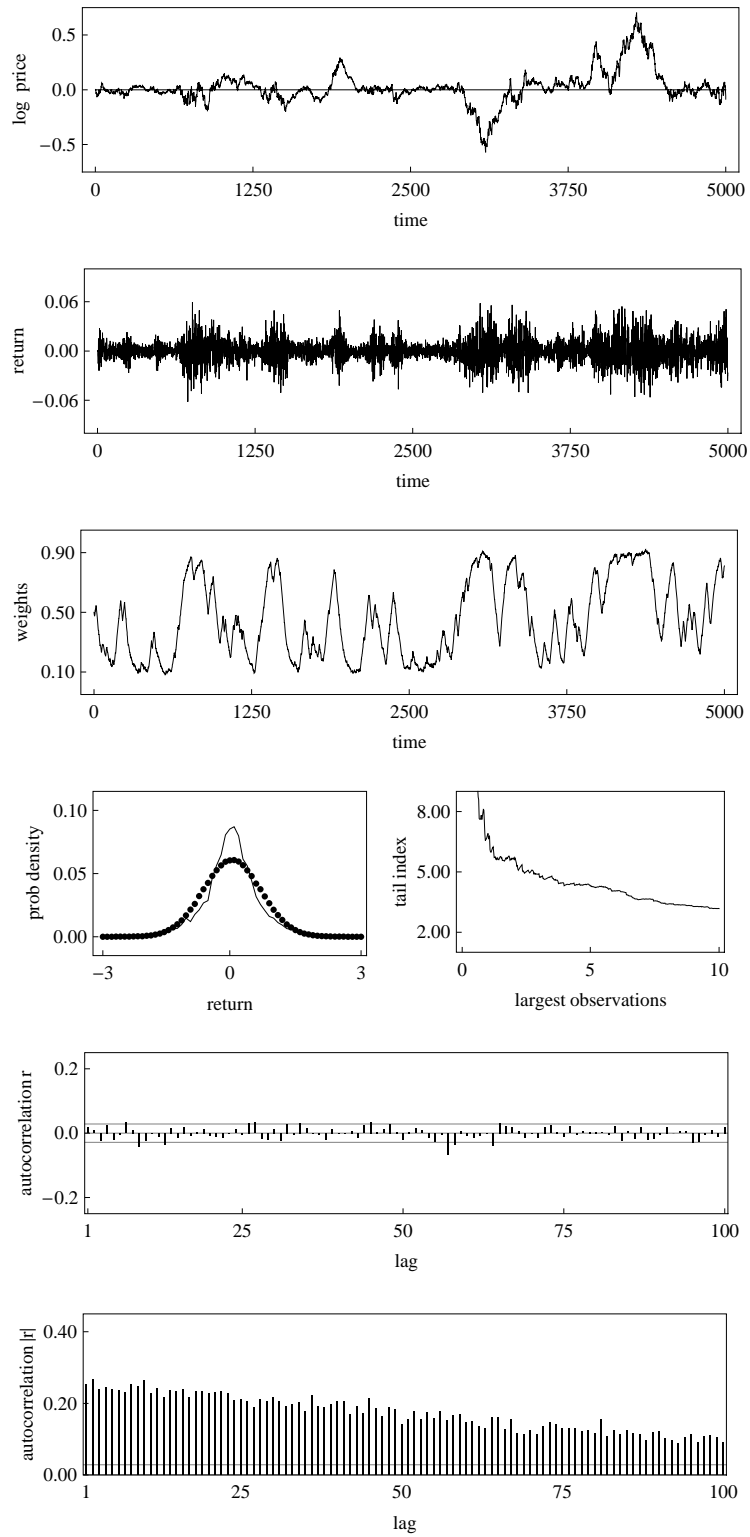 0.5
0.0
−0.5
log price
0 1250 2500 3750 5000
time
0.06
0.00
−0.06
return
0 1250 2500 3750 5000
time
0.90
0.50
0.10
weights
0 1250 2500 3750 5000
time
0.10
0.05
0.00
prob density
−3 0 3
return
8.00
5.00
2.00
tail index
0 5 10
largest observations
0.2
0.0
−0.2
autocorrelation r
1 25 50 75 100
lag
0.40
0.20
0.00
autocorrelation |r|
1 25 50 75 100
lag